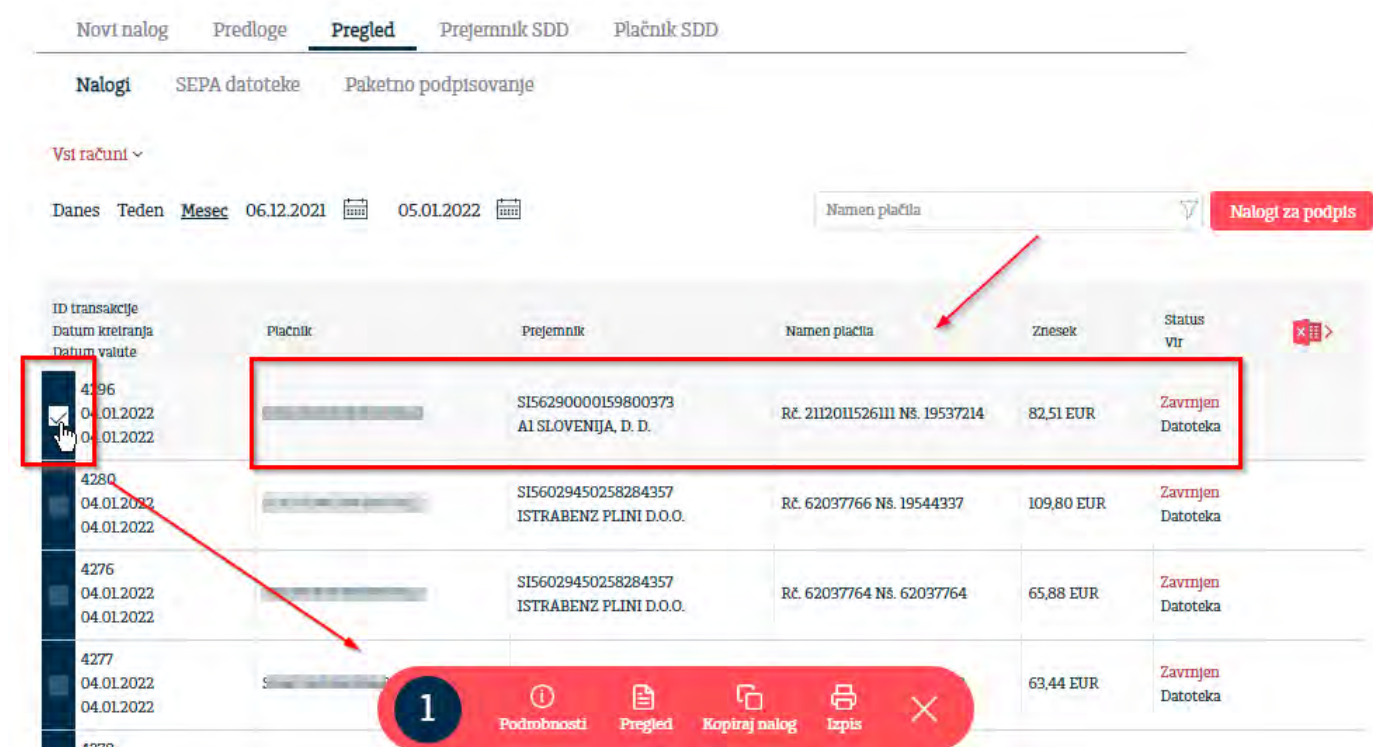 Novi nalog Predloge Pregled Prejemnik SDD Plačnik SDD
Nalogi SEPA datoteke Paketno podpisovanje
Vsi računi
Danes Teden Mesec 06.12.2021 05.01.2022 Namen plačila Nalogi za podpis
ID transakcije
Datum kreiranja
Datum valute
Plačnik
Prejemnik
Namen plačila
Znesek
Status
Vir
4296
04.01.2022
04.01.2022
SI56290000159800373
A1 SLOVENIJA, D. D.
Rč. 2112011526111 Nš. 19537214
82,51 EUR
Zavrnjen
Datoteka
4280
04.01.2022
04.01.2022
SI56029450258284357
ISTRABENZ PLINI D.O.O.
Rč. 62037766 Nš. 19544337
109,80 EUR
Zavrnjen
Datoteka
4276
04.01.2022
04.01.2022
SI56029450258284357
ISTRABENZ PLINI D.O.O.
Rč. 62037764 Nš. 62037764
65,88 EUR
Zavrnjen
Datoteka
4277
04.01.2022
04.01.2022
63,44 EUR
Zavrnjen
Datoteka
1 Podrobnosti Pregled Kopiraj nalog Izpis